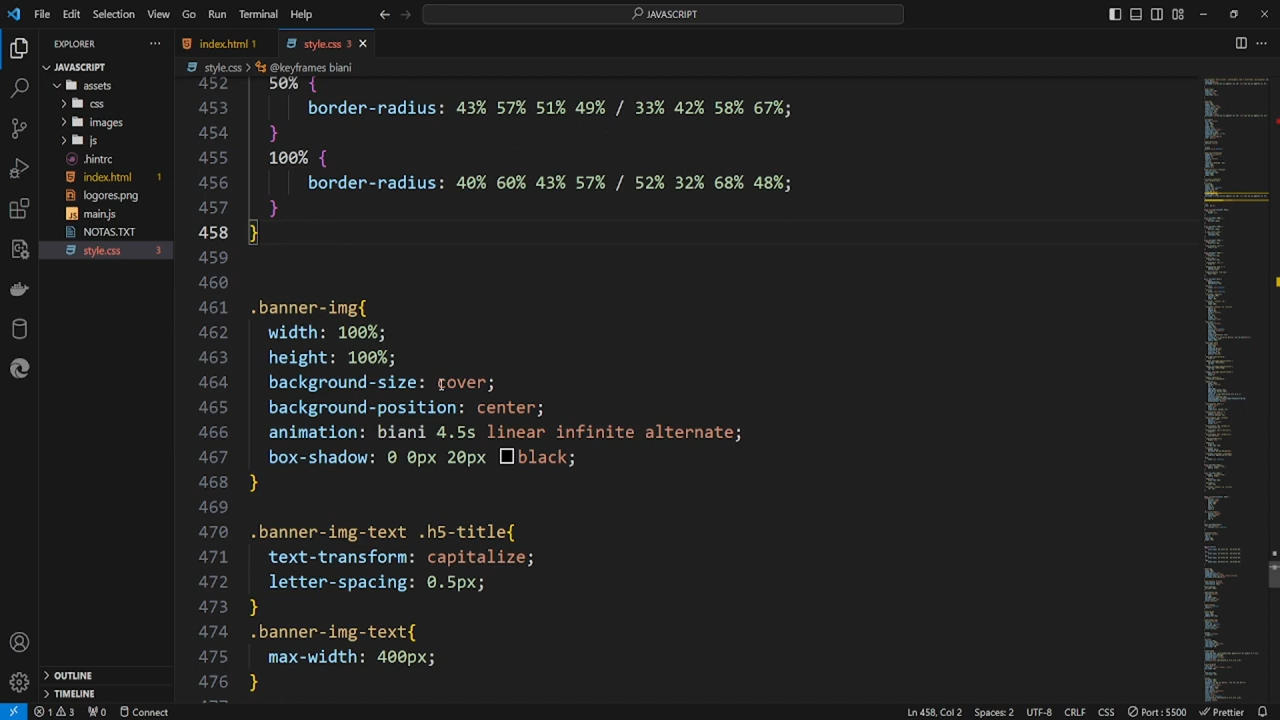 File Edit Selection View Go Run Terminal Help
JAVASCRIPT
EXPLORER
JAVASCRIPT
assets
css
images
js
.hintrc
index.html 1
logores.png
main.js
NOTAS.TXT
style.css 3
OUTLINE
TIMELINE
index.html 1 style.css 3
style.css > @keyframes biani
452 50% {
453 border-radius: 43% 57% 51% 49% / 33% 42% 58% 67%;
454 }
455 100% {
456 border-radius: 40% 60% 43% 57% / 52% 32% 68% 48%;
457 }
458 }
459
460
461 .banner-img{
462 width: 100%;
463 height: 100%;
464 background-size: cover;
465 background-position: center;
466 animation: biani 4.5s linear infinite alternate;
467 box-shadow: 0 0px 20px black;
468 }
469
470 .banner-img-text .h5-title{
471 text-transform: capitalize;
472 letter-spacing: 0.5px;
473 }
474 .banner-img-text{
475 max-width: 400px;
476 }
1 3 0 Connect Ln 458, Col 2 Spaces: 2 UTF-8 CRLF CSS Port : 5500 Prettier